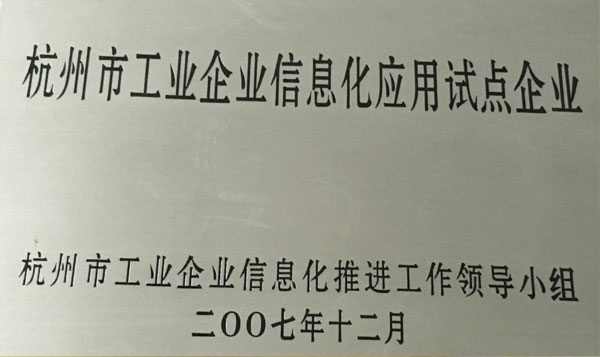 杭州市工业企业信息化应用试点企业
杭州市工业企业信息化推进工作领导小组
二〇〇七年十二月